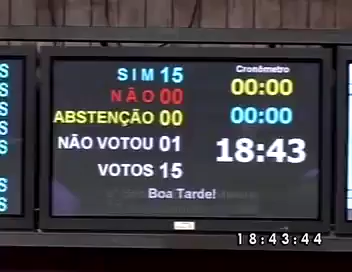 SIM 15
NÃO 00
ABSTENÇÃO 00
NÃO VOTOU 01
VOTOS 15
Cronômetro
00:00
00:00
18:43
Boa Tarde!
18:43:44